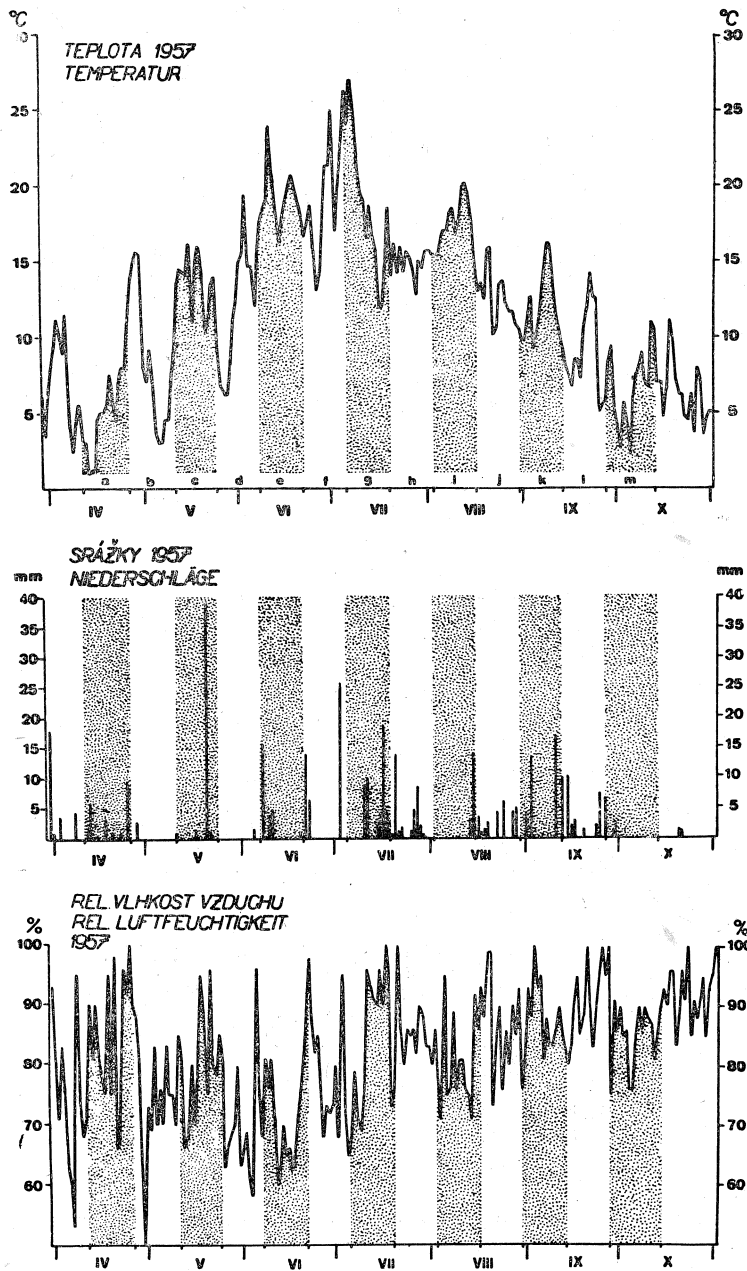 °C °C
30 30
TEPLOTA 1957
TEMPERATUR
25 25
20 20
15 15
10 10
5 5
a b c d e f g h i j k l m
IV V VI VII VIII IX X
SRÁŽKY 1957
NIEDERSCHLÄGE
mm mm
40 40
35 35
30 30
25 25
20 20
15 15
10 10
5 5
IV V VI VII VIII IX X
REL. VLHKOST VZDUCHU
REL. LUFTFEUCHTIGKEIT
1957
% %
100 100
90 90
80 80
70 70
60 60
IV V VI VII VIII IX X